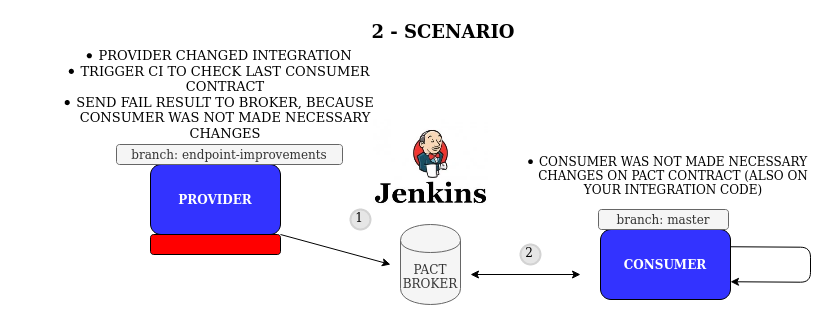 2 - SCENARIO
• PROVIDER CHANGED INTEGRATION
• TRIGGER CI TO CHECK LAST CONSUMER
CONTRACT
• SEND FAIL RESULT TO BROKER, BECAUSE
CONSUMER WAS NOT MADE NECESSARY
CHANGES
branch: endpoint-improvements
PROVIDER
Jenkins
• CONSUMER WAS NOT MADE NECESSARY
CHANGES ON PACT CONTRACT (ALSO ON
YOUR INTEGRATION CODE)
branch: master
CONSUMER
1
2
PACT
BROKER